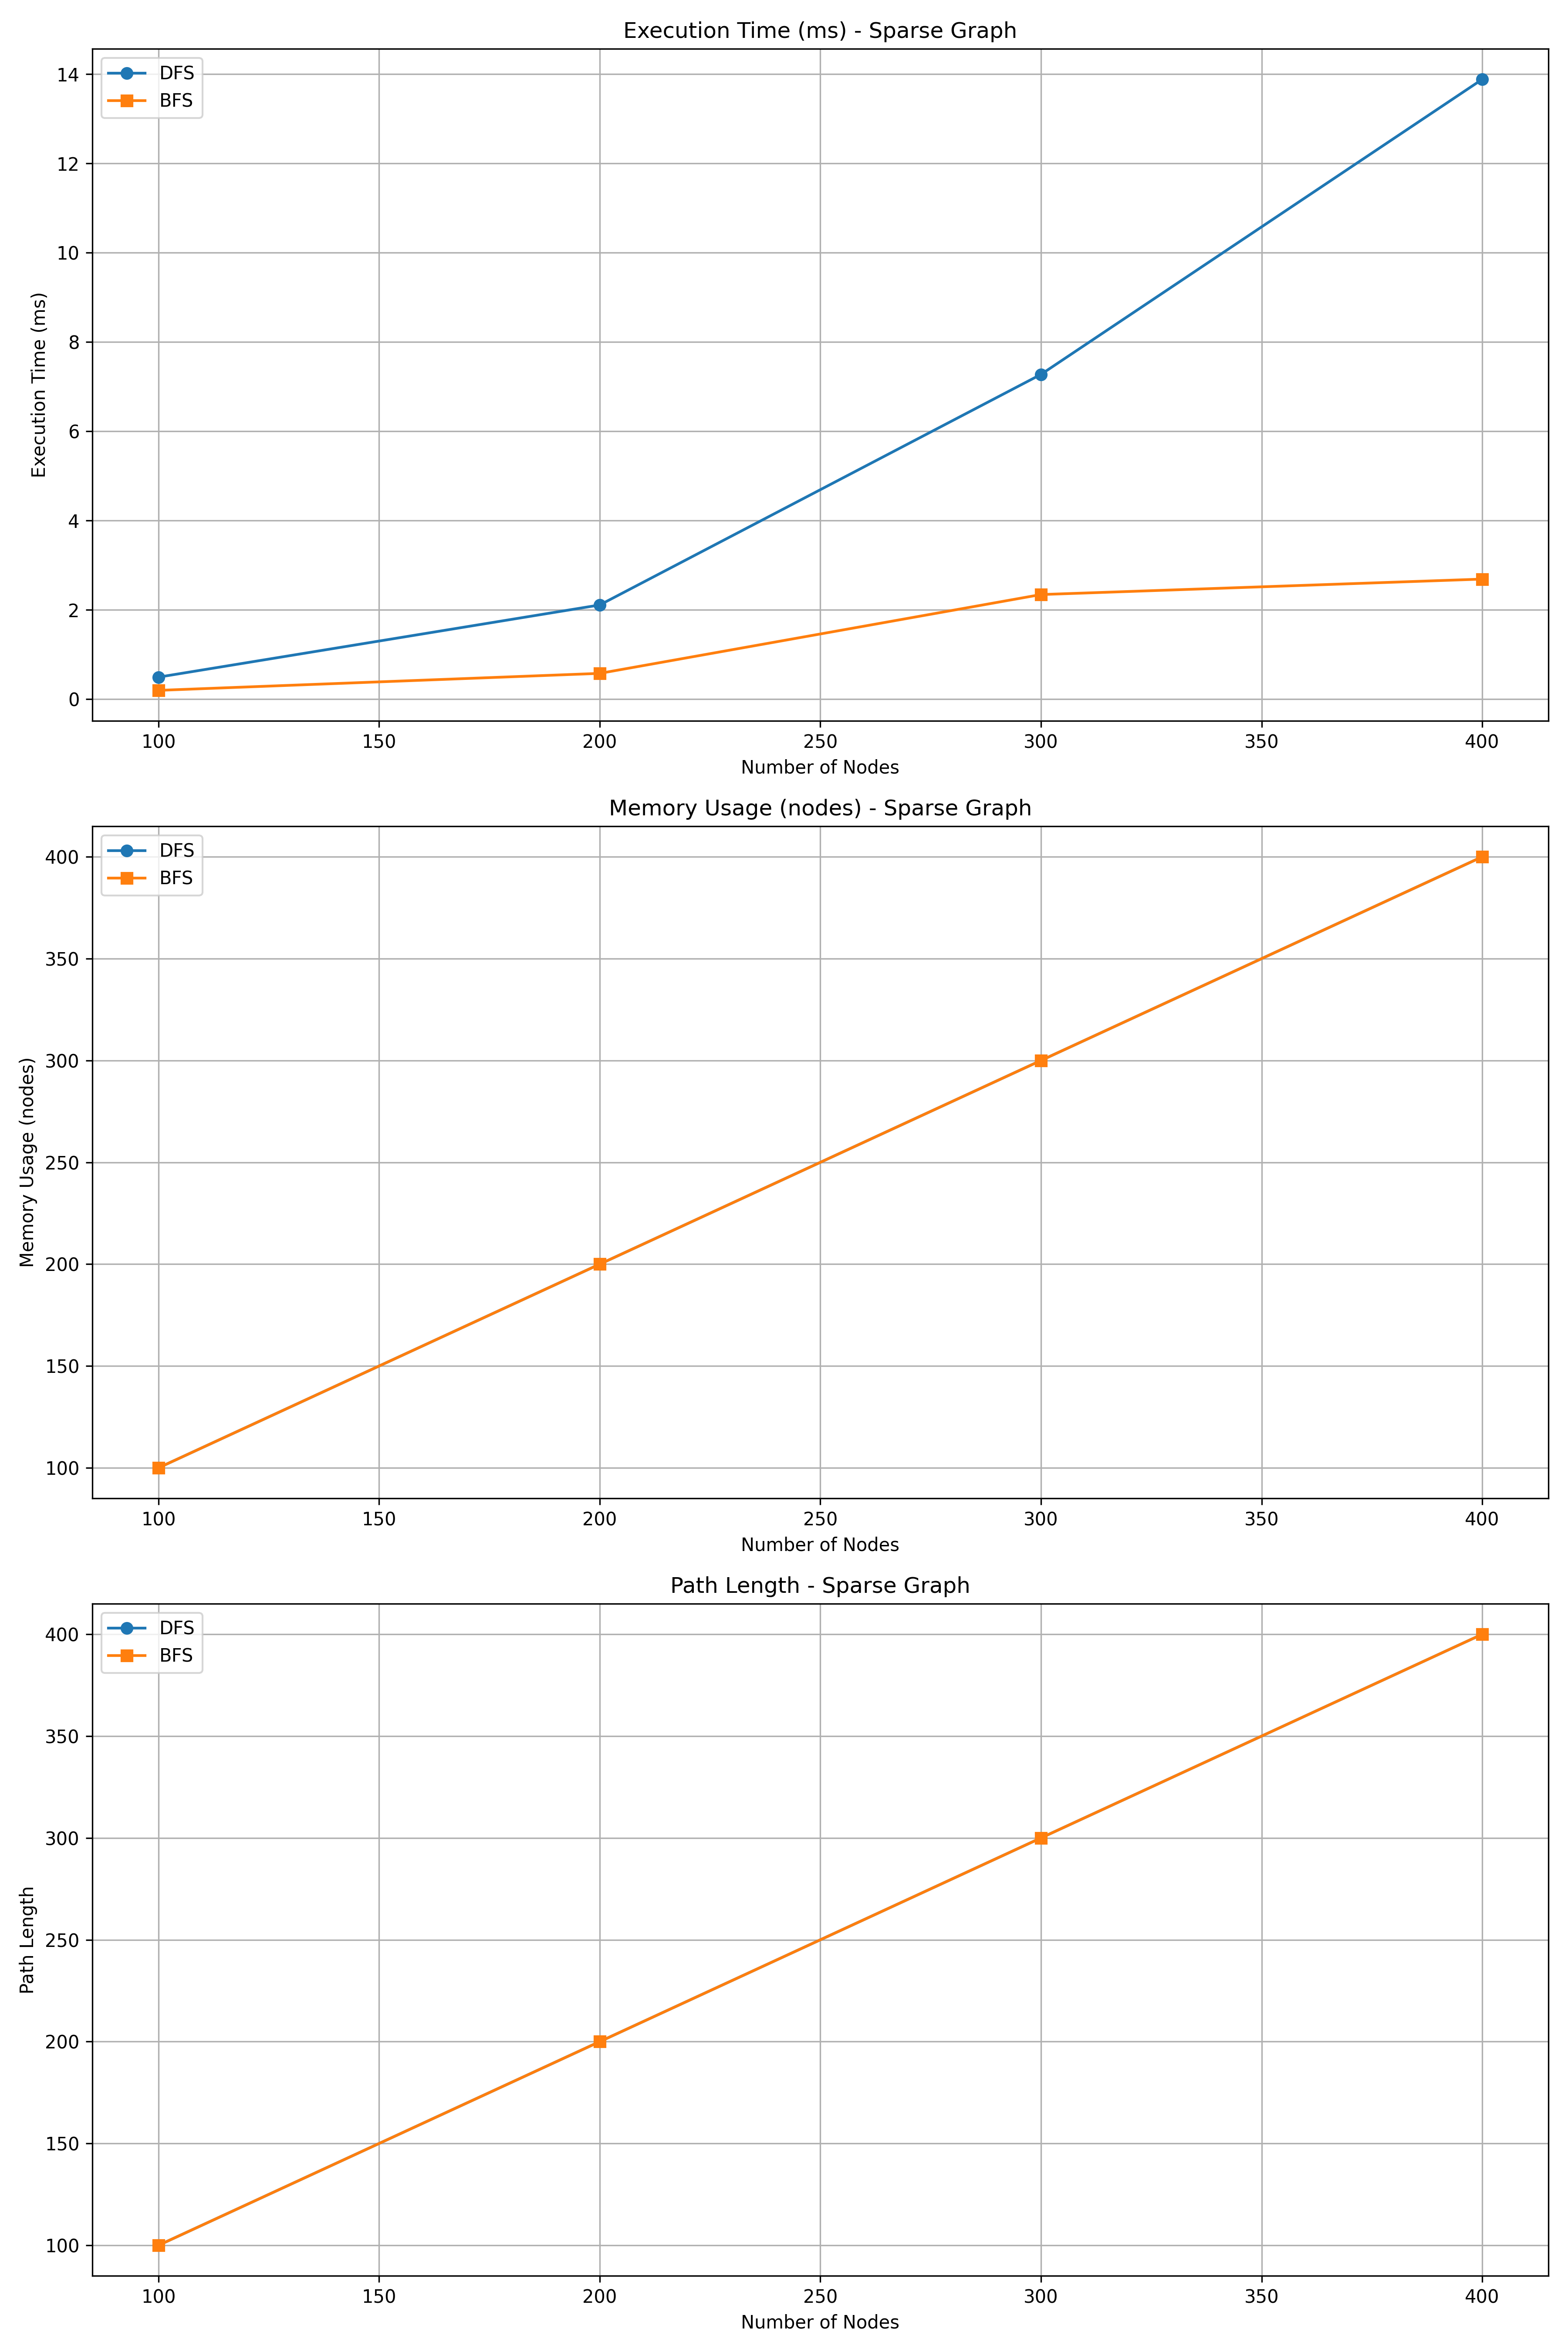 Execution Time (ms) - Sparse Graph
DFS
BFS
14
12
10
8
6
4
2
0
Execution Time (ms)
100 150 200 250 300 350 400
Number of Nodes
Memory Usage (nodes) - Sparse Graph
DFS
BFS
400
350
300
250
200
150
100
Memory Usage (nodes)
100 150 200 250 300 350 400
Number of Nodes
Path Length - Sparse Graph
DFS
BFS
400
350
300
250
200
150
100
Path Length
100 150 200 250 300 350 400
Number of Nodes